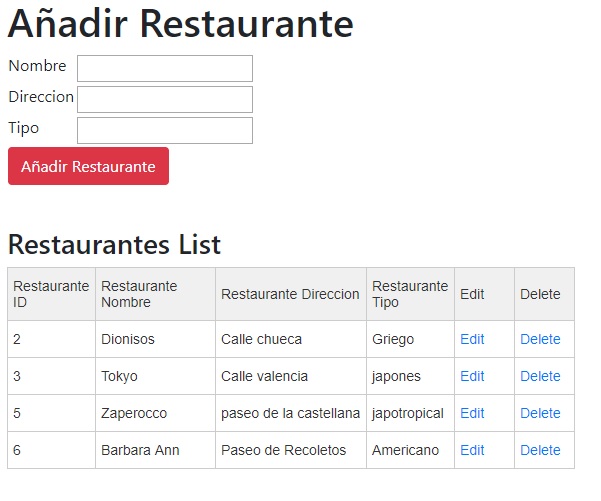 Añadir Restaurante
Nombre
Direccion
Tipo
Añadir Restaurante
Restaurantes List
Restaurante ID Restaurante Nombre Restaurante Direccion Restaurante Tipo Edit Delete
2 Dionisos Calle chueca Griego Edit Delete
3 Tokyo Calle valencia japones Edit Delete
5 Zaperocco paseo de la castellana japotropical Edit Delete
6 Barbara Ann Paseo de Recoletos Americano Edit Delete